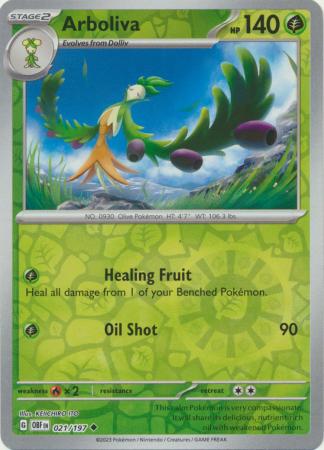 STAGE2
Arboliva
HP 140
Evolves from Dolliv
NO. 0930 Olive Pokémon HT: 4'7" WT: 106.3 lbs.
Healing Fruit
Heal all damage from 1 of your Benched Pokémon.
Oil Shot 90
weakness x2 resistance retreat
Illus. KEIICHIRO ITO
G OBF EN 021/197
This calm Pokémon is very compassionate.
It will share its delicious, nutrient-rich
oil with weakened Pokémon.
©2023 Pokémon / Nintendo / Creatures / GAME FREAK